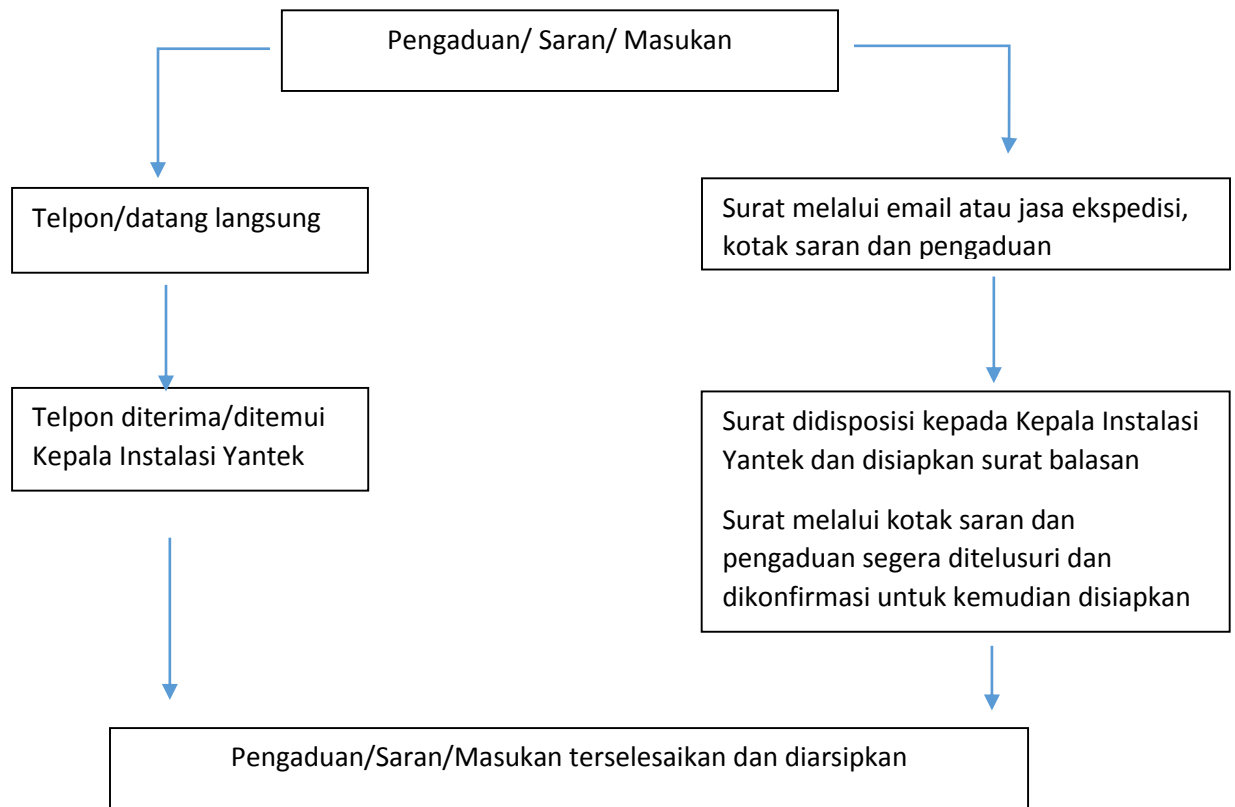 Pengaduan/ Saran/ Masukan
Telpon/datang langsung
Surat melalui email atau jasa ekspedisi,
kotak saran dan pengaduan
Telpon diterima/ditemui
Kepala Instalasi Yantek
Surat didisposisi kepada Kepala Instalasi
Yantek dan disiapkan surat balasan
Surat melalui kotak saran dan
pengaduan segera ditelusuri dan
dikonfirmasi untuk kemudian disiapkan
Pengaduan/Saran/Masukan terselesaikan dan diarsipkan